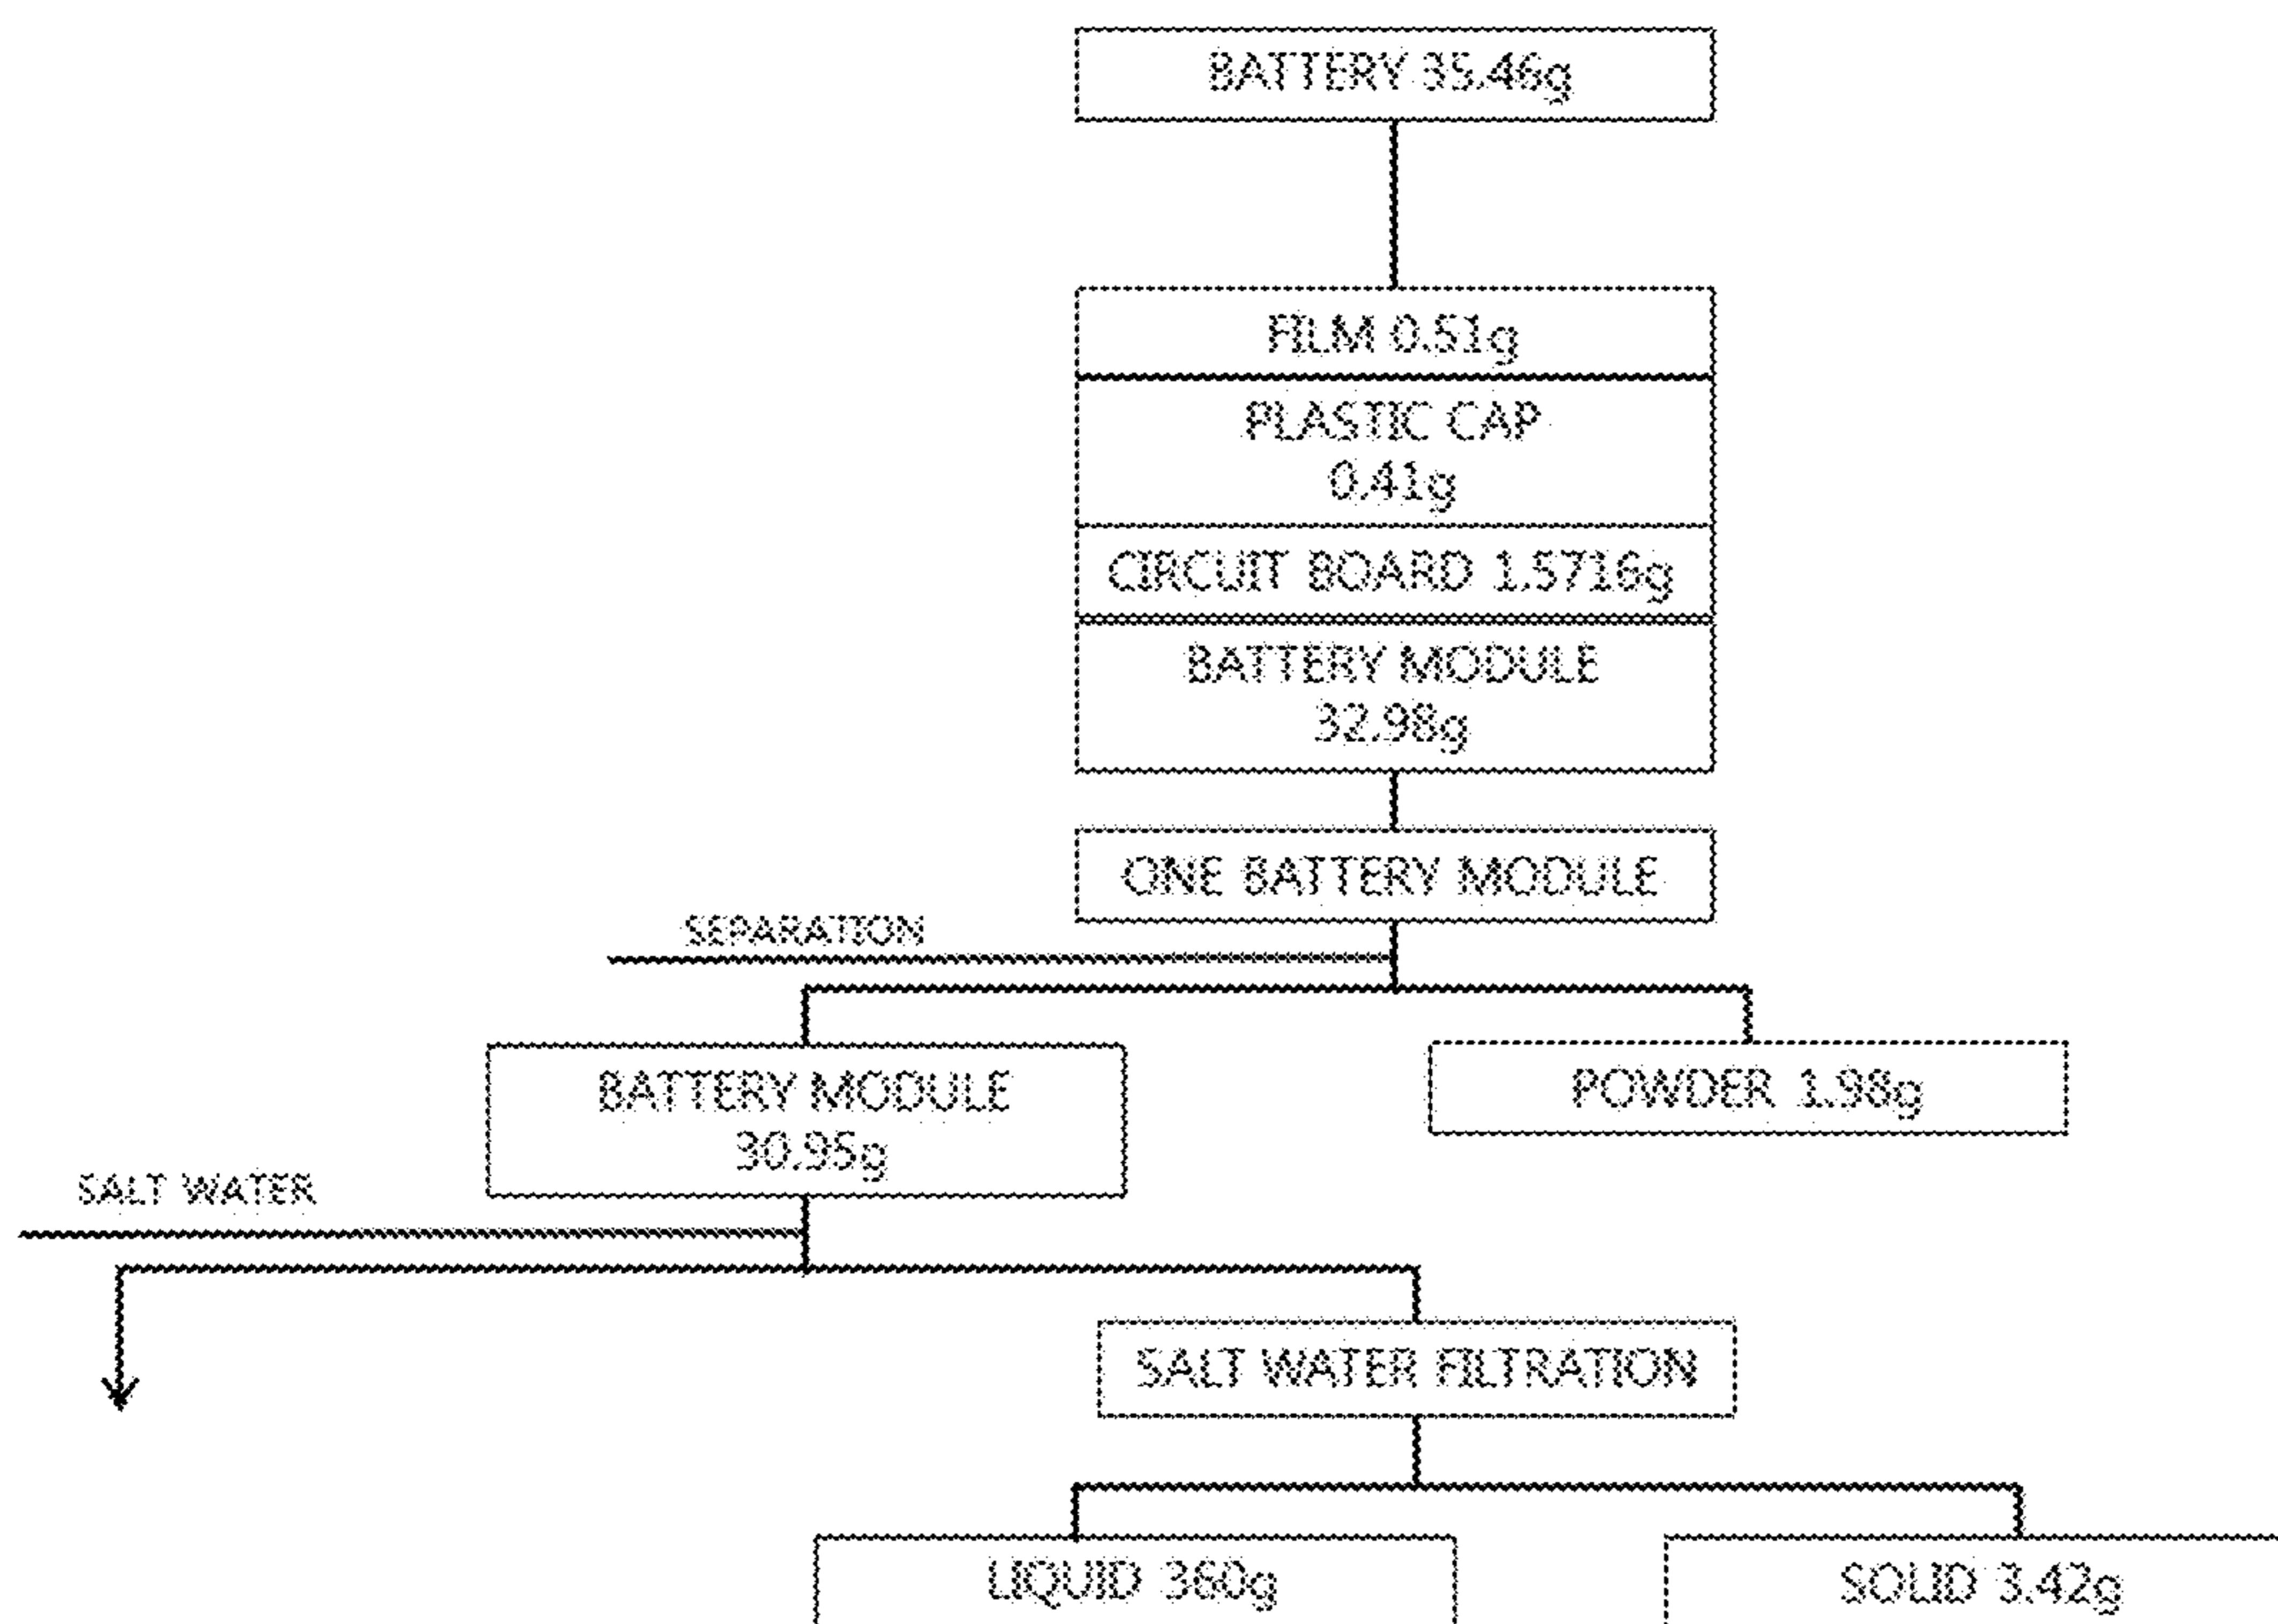 BATTERY 35.46g
FILM 0.51g
PLASTIC CAP
0.41g
CIRCUIT BOARD 1.5716g
BATTERY MODULE
32.98g
ONE BATTERY MODULE
SEPARATION
BATTERY MODULE
30.95g
POWDER 1.98g
SALT WATER
SALT WATER FILTRATION
LIQUID 360g
SOLID 3.42g